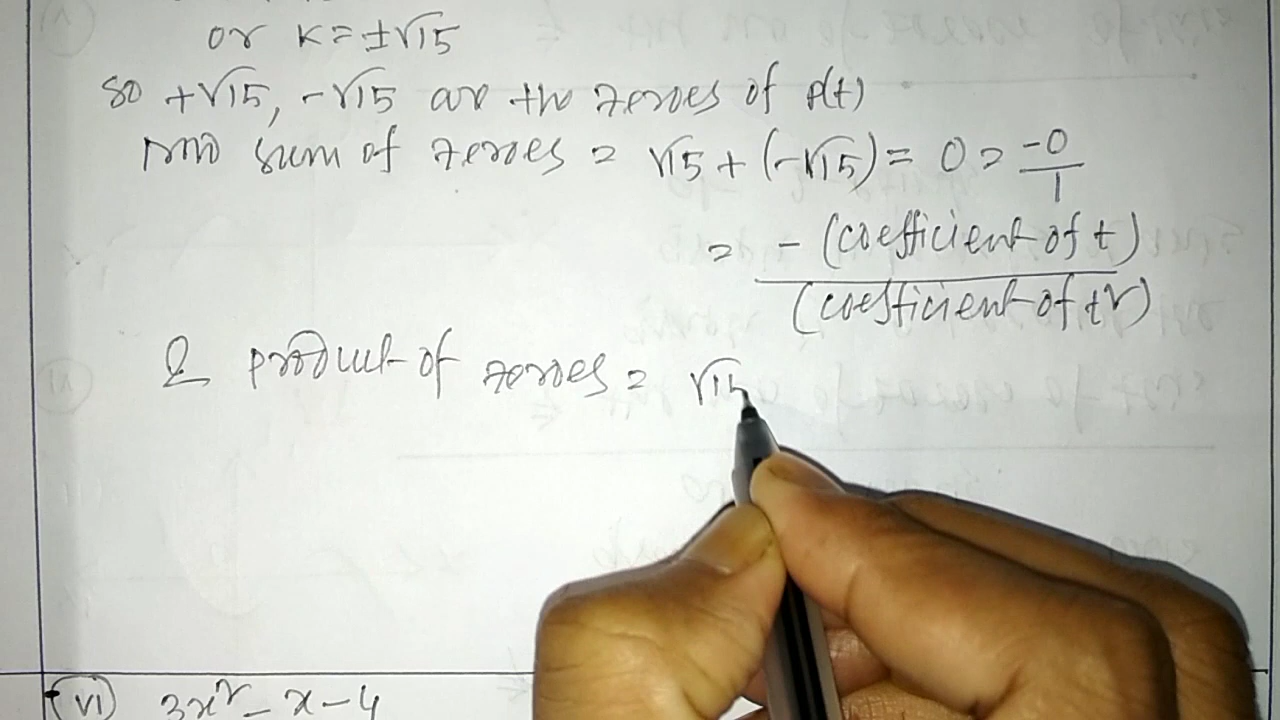 or k = ±√15
so +√15, -√15 are the zeroes of p(t)
now sum of zeroes = √15 + (-√15) = 0 = -0/1
= - (coefficient of t) / (coefficient of t²)
& product of zeroes = √15
(vi) 3x² - x - 4